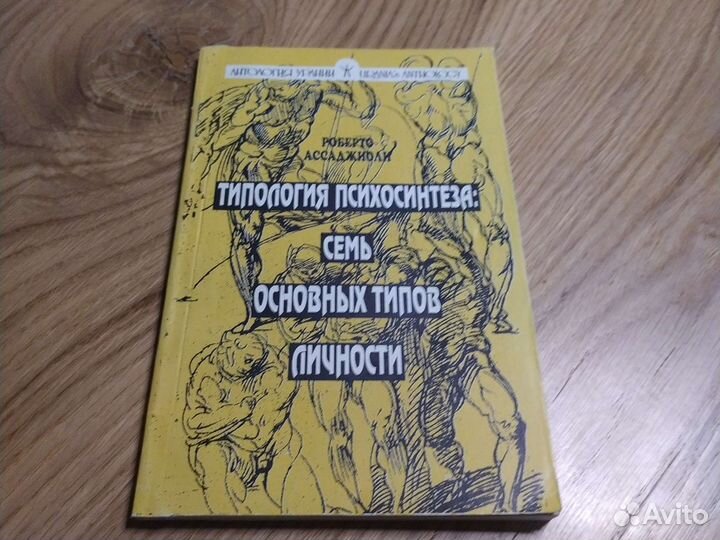 РОБЕРТО
АССАДЖИОЛИ
ТИПОЛОГИЯ ПСИХОСИНТЕЗА:
СЕМЬ
ОСНОВНЫХ ТИПОВ
ЛИЧНОСТИ
Avito